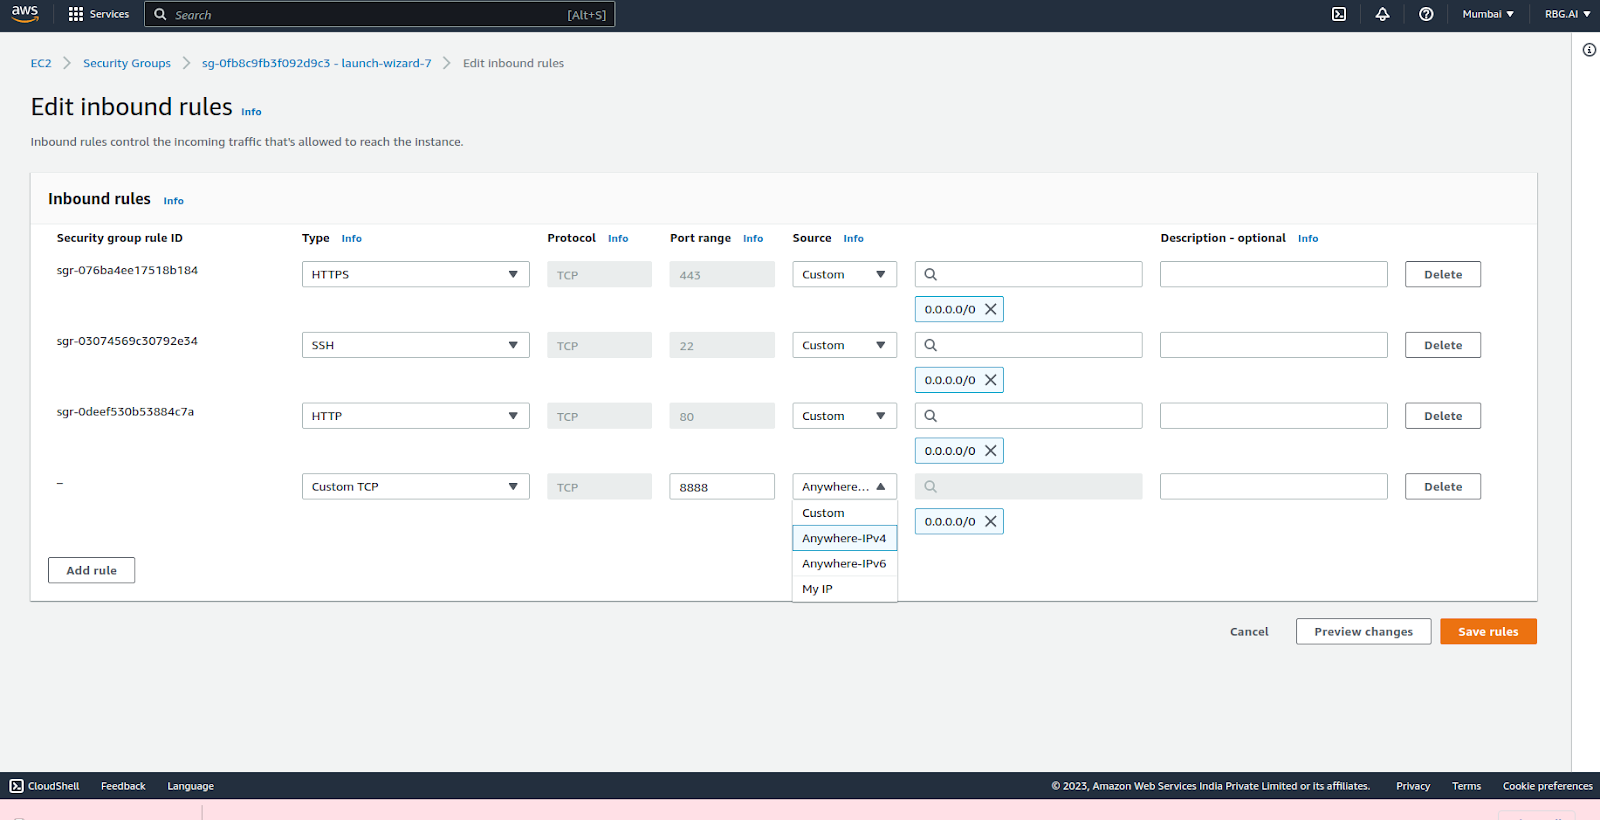 aws Services Search [Alt+S] Mumbai RBG.AI
EC2 Security Groups sg-0fb8c9fb3f092d9c3 - launch-wizard-7 Edit inbound rules
Edit inbound rules Info
Inbound rules control the incoming traffic that's allowed to reach the instance.
Inbound rules Info
Security group rule ID Type Info Protocol Info Port range Info Source Info Description - optional Info
sgr-076ba4ee17518b184 HTTPS TCP 443 Custom Delete
0.0.0.0/0
sgr-03074569c30792e34 SSH TCP 22 Custom Delete
0.0.0.0/0
sgr-0deef530b53884c7a HTTP TCP 80 Custom Delete
0.0.0.0/0
– Custom TCP TCP 8888 Anywhere... Delete
Custom 0.0.0.0/0
Anywhere-IPv4
Anywhere-IPv6
My IP
Add rule
Cancel Preview changes Save rules
CloudShell Feedback Language © 2023, Amazon Web Services India Private Limited or its affiliates. Privacy Terms Cookie preferences